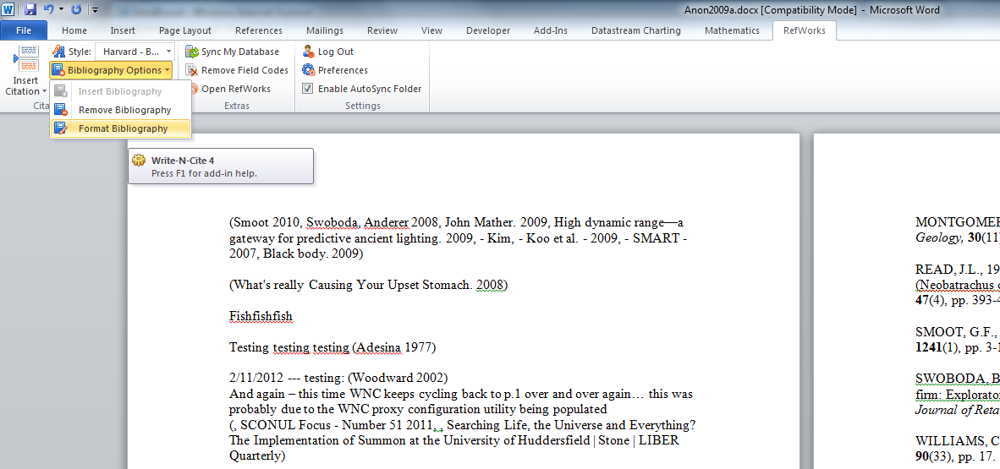 Anon2009a.docx [Compatibility Mode] - Microsoft Word
File Home Insert Page Layout References Mailings Review View Developer Add-Ins Datastream Charting Mathematics RefWorks
Insert Citation
Style: Harvard - B...
Bibliography Options
Insert Bibliography
Remove Bibliography
Format Bibliography
Sync My Database
Remove Field Codes
Open RefWorks
Extras
Log Out
Preferences
Enable AutoSync Folder
Settings
Write-N-Cite 4
Press F1 for add-in help.
(Smoot 2010, Swoboda, Anderer 2008, John Mather. 2009, High dynamic range—a
gateway for predictive ancient lighting. 2009, - Kim, - Koo et al. - 2009, - SMART -
2007, Black body. 2009)
(What's really Causing Your Upset Stomach. 2008)
Fishfishfish
Testing testing testing (Adesina 1977)
2/11/2012 --- testing: (Woodward 2002)
And again – this time WNC keeps cycling back to p.1 over and over again… this was
probably due to the WNC proxy configuration utility being populated
(, SCONUL Focus - Number 51 2011, , Searching Life, the Universe and Everything?
The Implementation of Summon at the University of Huddersfield | Stone | LIBER
Quarterly)
MONTGOMER
Geology, 30(11)
READ, J.L., 19
(Neobatrachus
47(4), pp. 393-4
SMOOT, G.F.,
1241(1), pp. 3-1
SWOBODA, B
firm: Explorato
Journal of Reta
WILLIAMS, C
90(33), pp. 17.